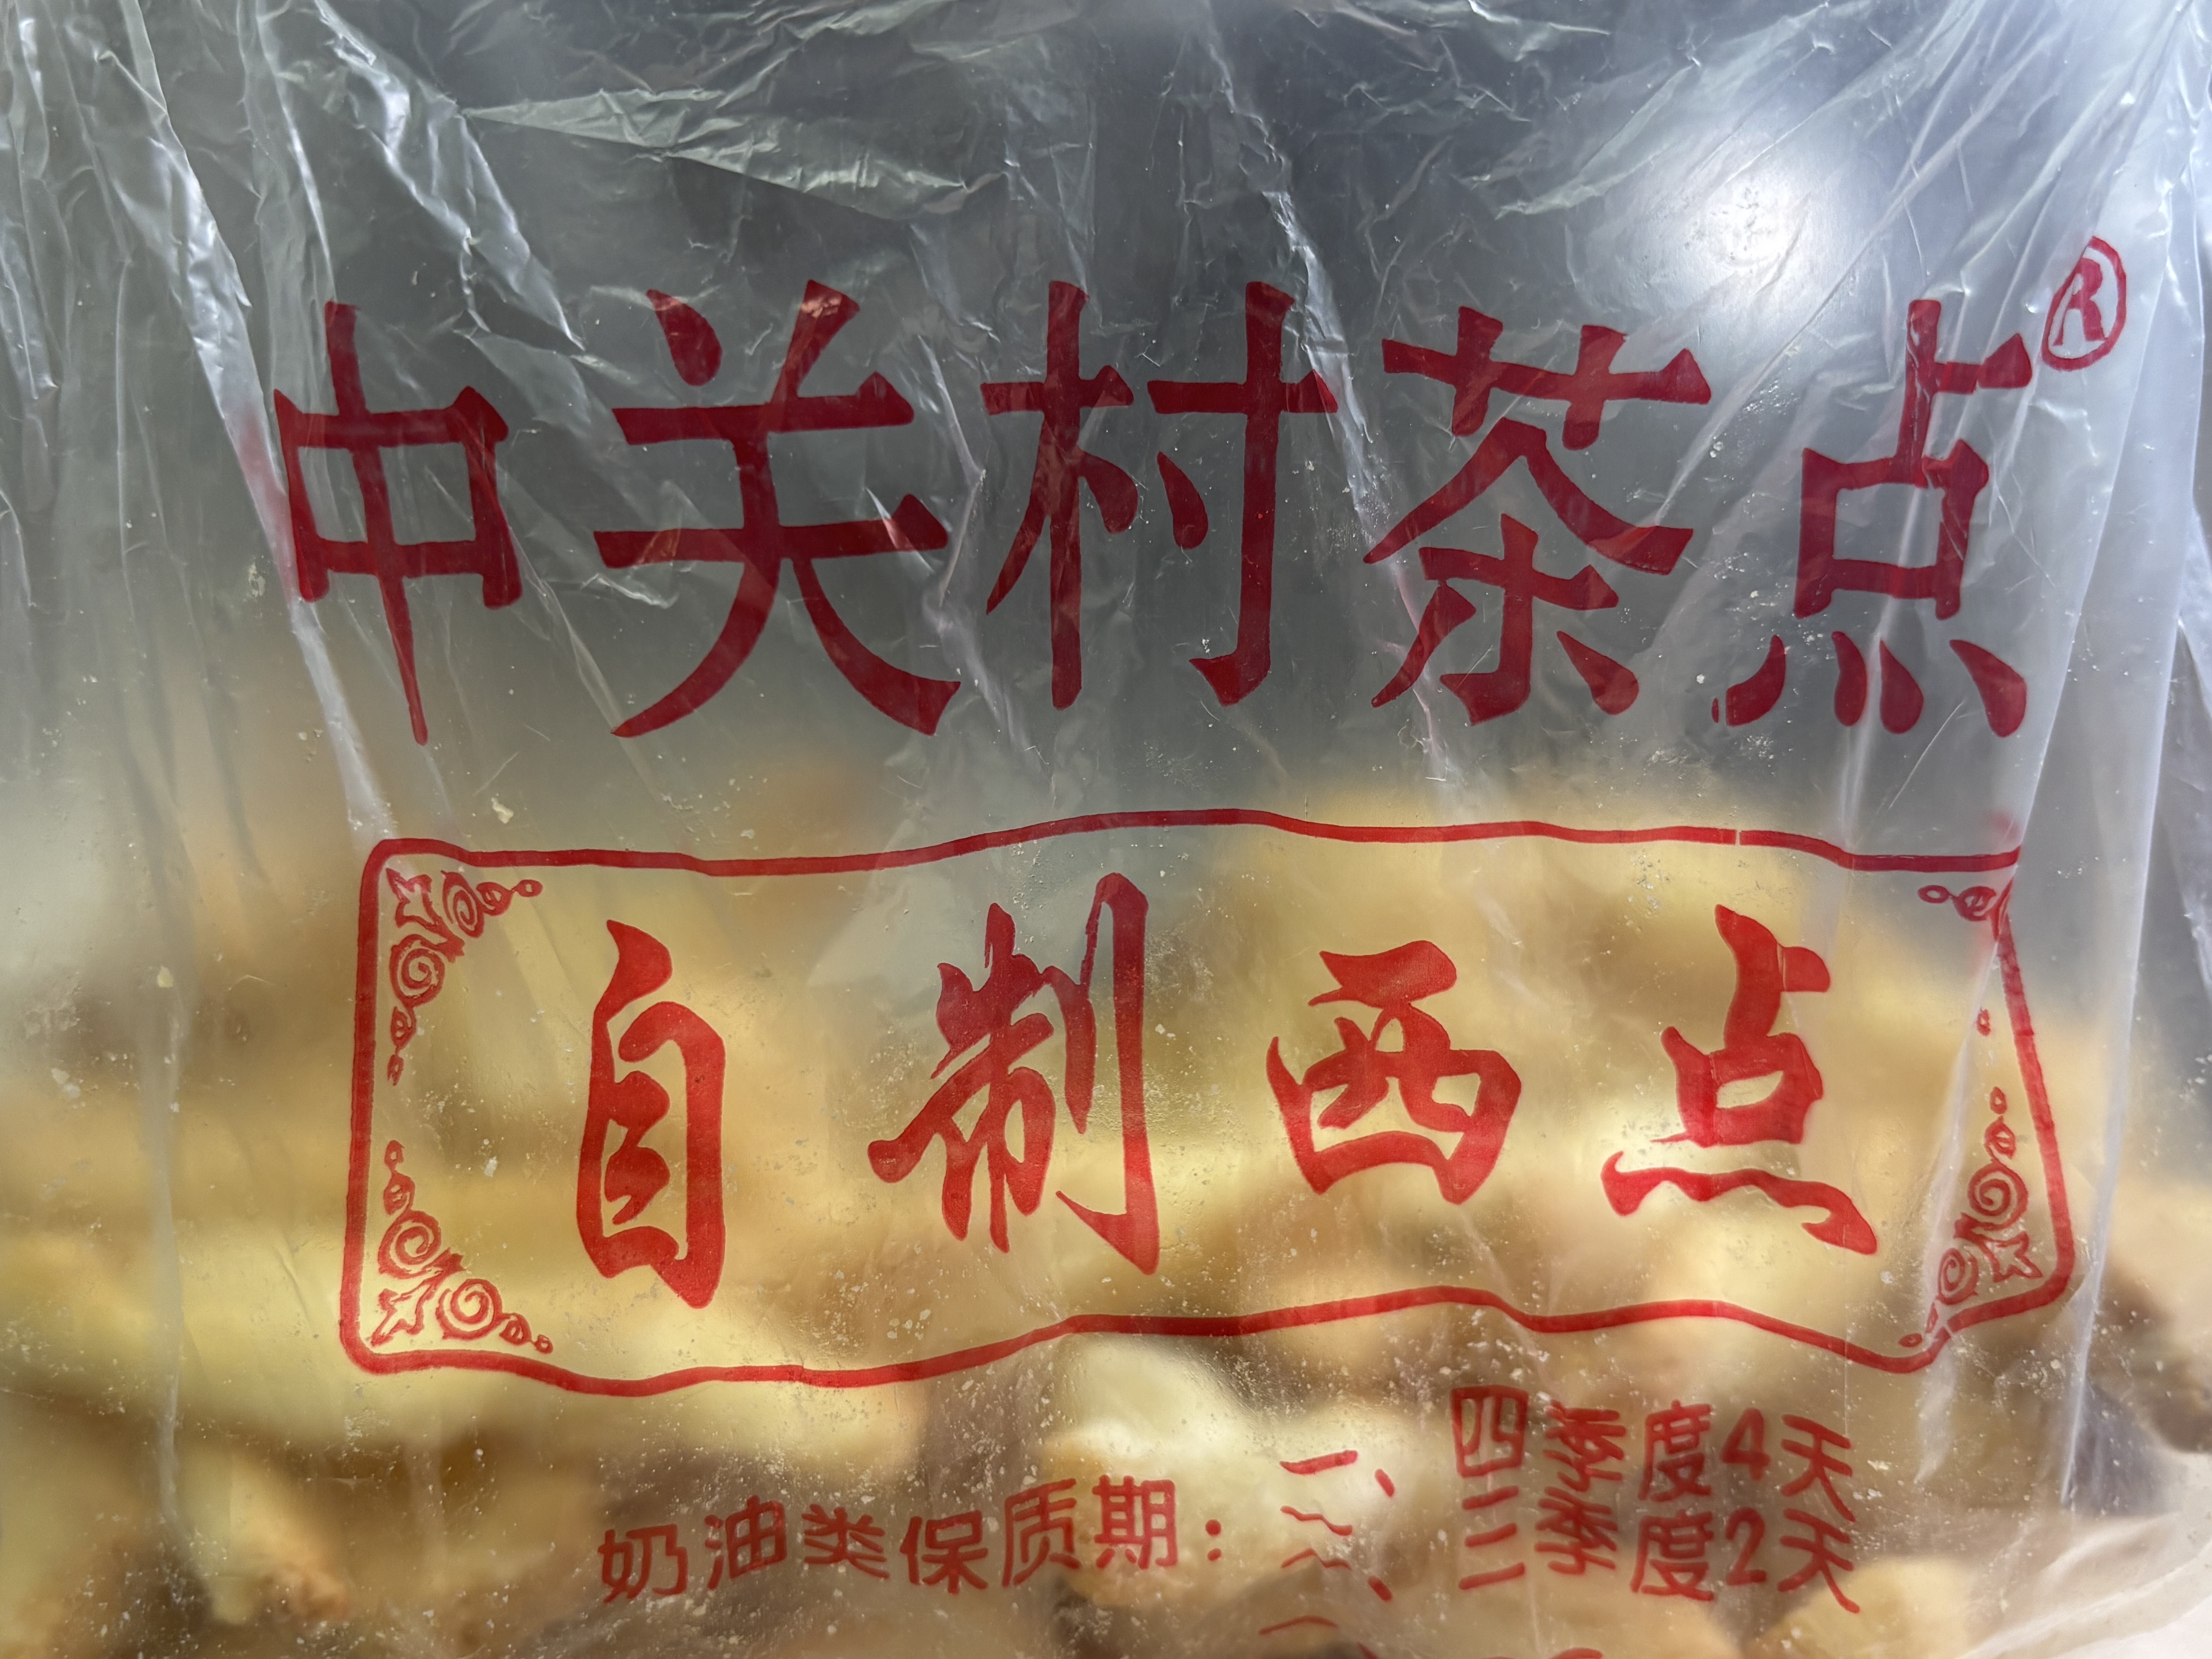 中关村茶点®
自制西点
奶油类保质期：一、四季度4天
二、三季度2天